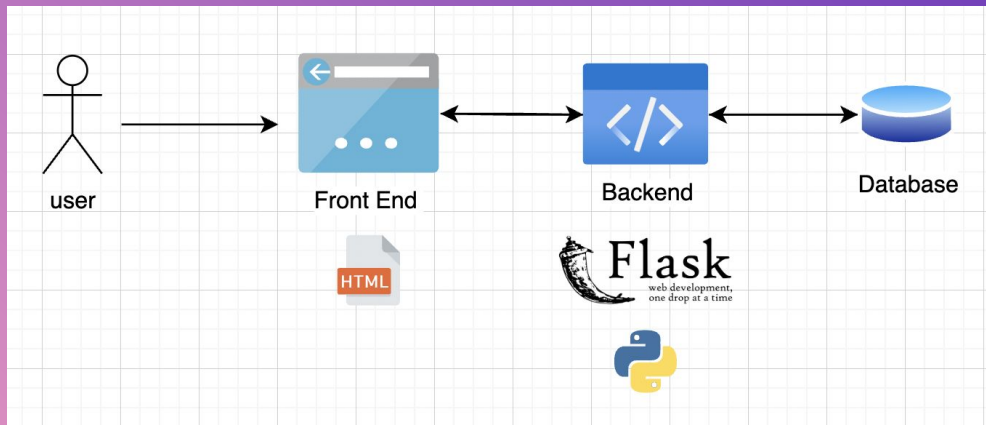 user
Front End
HTML
Backend
Flask
web development,
one drop at a time
Database